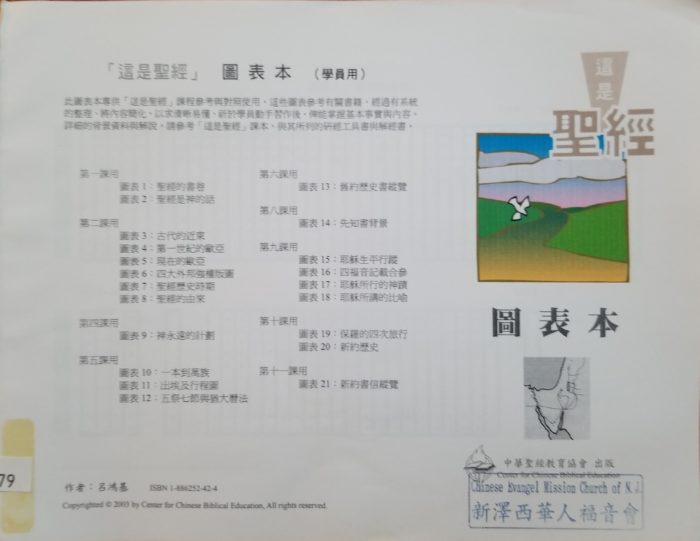 「這是聖經」 圖表本 (學員用)
此圖表本專供「這是聖經」課程參考與對照使用。這些圖表參考有關書籍，經過有系統
的整理，將內容簡化，以求清晰易懂。祈於學員動手習作後，俾能掌握基本事實與內容。
詳細的背景資料與解說，請參考「這是聖經」課本，與其所列的研經工具書與解經書。
第一課用
圖表 1：聖經的書卷
圖表 2：聖經是神的話
第二課用
圖表 3：古代的近東
圖表 4：第一世紀的歐亞
圖表 5：現在的歐亞
圖表 6：四大外邦強權版圖
圖表 7：聖經歷史時期
圖表 8：聖經的由來
第四課用
圖表 9：神永遠的計劃
第五課用
圖表 10：一本到萬族
圖表 11：出埃及行程圖
圖表 12：五祭七節與猶大曆法
第六課用
圖表 13：舊約歷史書縱覽
第八課用
圖表 14：先知書背景
第九課用
圖表 15：耶穌生平行蹤
圖表 16：四福音記載合參
圖表 17：耶穌所行的神蹟
圖表 18：耶穌所講的比喻
第十課用
圖表 19：保羅的四次旅行
圖表 20：新約歷史
第十一課用
圖表 21：新約書信縱覽
作者：呂鴻基 ISBN 1-886252-42-4
Copyrighted © 2003 by Center for Chinese Biblical Education, All rights reserved.
79
這是
聖經
圖表本
中華聖經教育協會 出版
Center for Chinese Biblical Education
Chinese Evangel Mission Church of N.J.
新澤西華人福音會